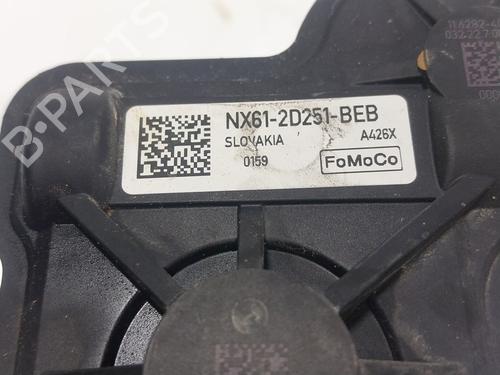 NX61-2D251-BEB
SLOVAKIA A426X
0159 FoMoCo
B-PARTS